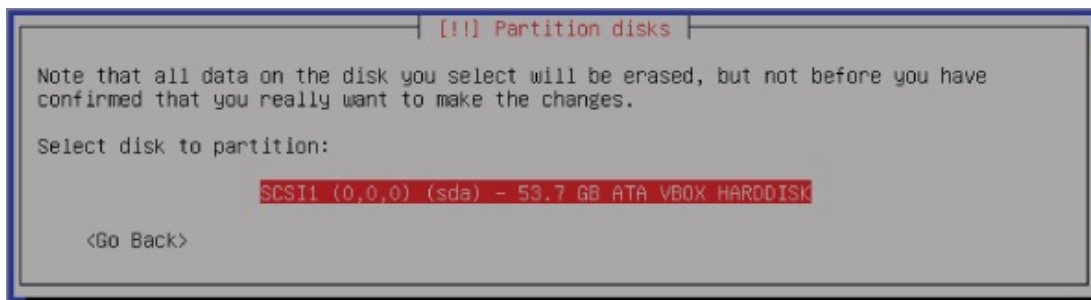 [!!] Partition disks
Note that all data on the disk you select will be erased, but not before you have
confirmed that you really want to make the changes.
Select disk to partition:
SCSI1 (0,0,0) (sda) - 53.7 GB ATA VBOX HARDDISK
<Go Back>